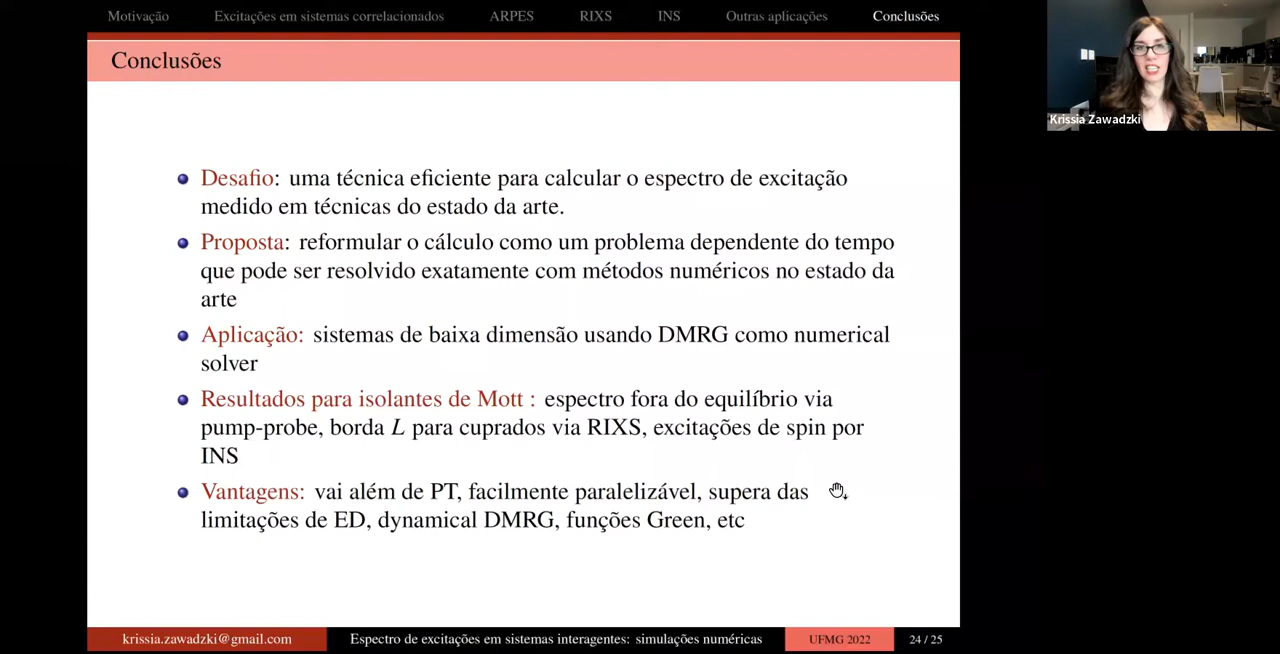 Motivação Excitações em sistemas correlacionados ARPES RIXS INS Outras aplicações Conclusões
Conclusões
Krissia Zawadzki
Desafio: uma técnica eficiente para calcular o espectro de excitação
medido em técnicas do estado da arte.
Proposta: reformular o cálculo como um problema dependente do tempo
que pode ser resolvido exatamente com métodos numéricos no estado da
arte
Aplicação: sistemas de baixa dimensão usando DMRG como numerical
solver
Resultados para isolantes de Mott : espectro fora do equilíbrio via
pump-probe, borda L para cupratos via RIXS, excitações de spin por
INS
Vantagens: vai além de PT, facilmente paralelizável, supera das
limitações de ED, dynamical DMRG, funções Green, etc
krissia.zawadzki@gmail.com Espectro de excitações em sistemas interagentes: simulações numéricas UFMG 2022 24 / 25